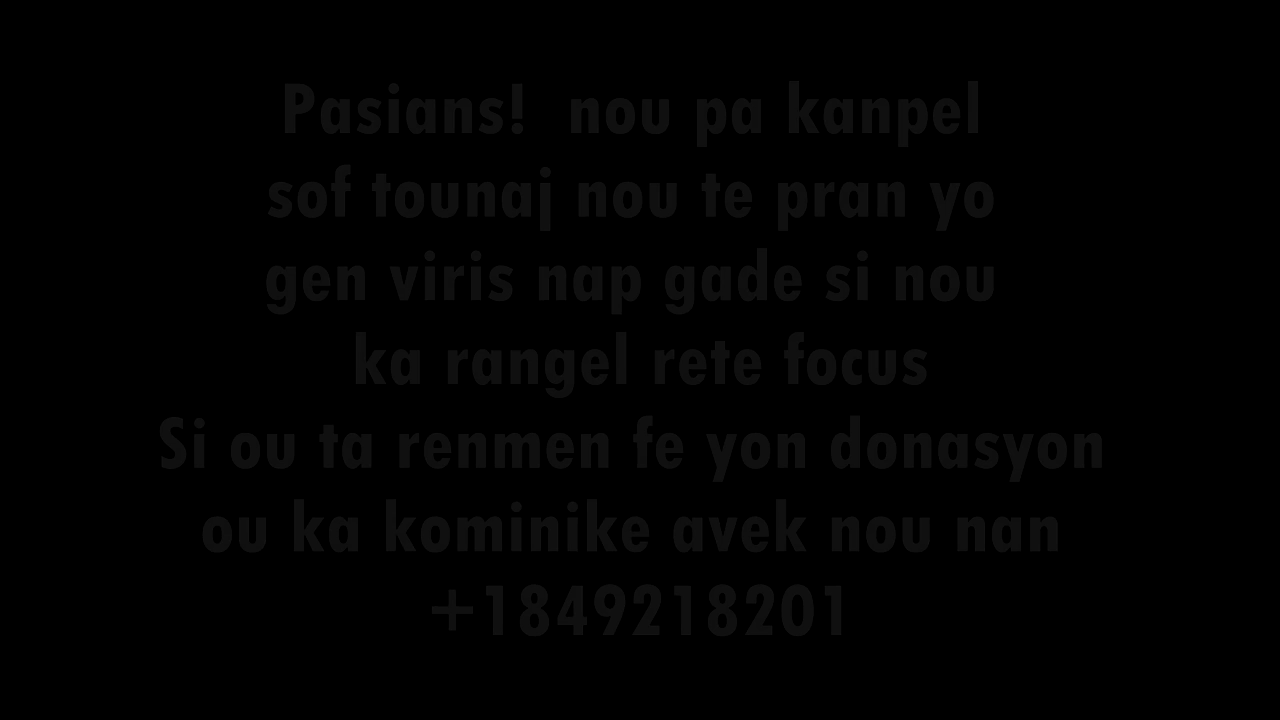 Pasians!  nou pa kanpel
sof tounaj nou te pran yo
gen viris nap gade si nou
ka rangel rete focus
Si ou ta renmen fe yon donasyon
ou ka kominike avek nou nan
+1849218201